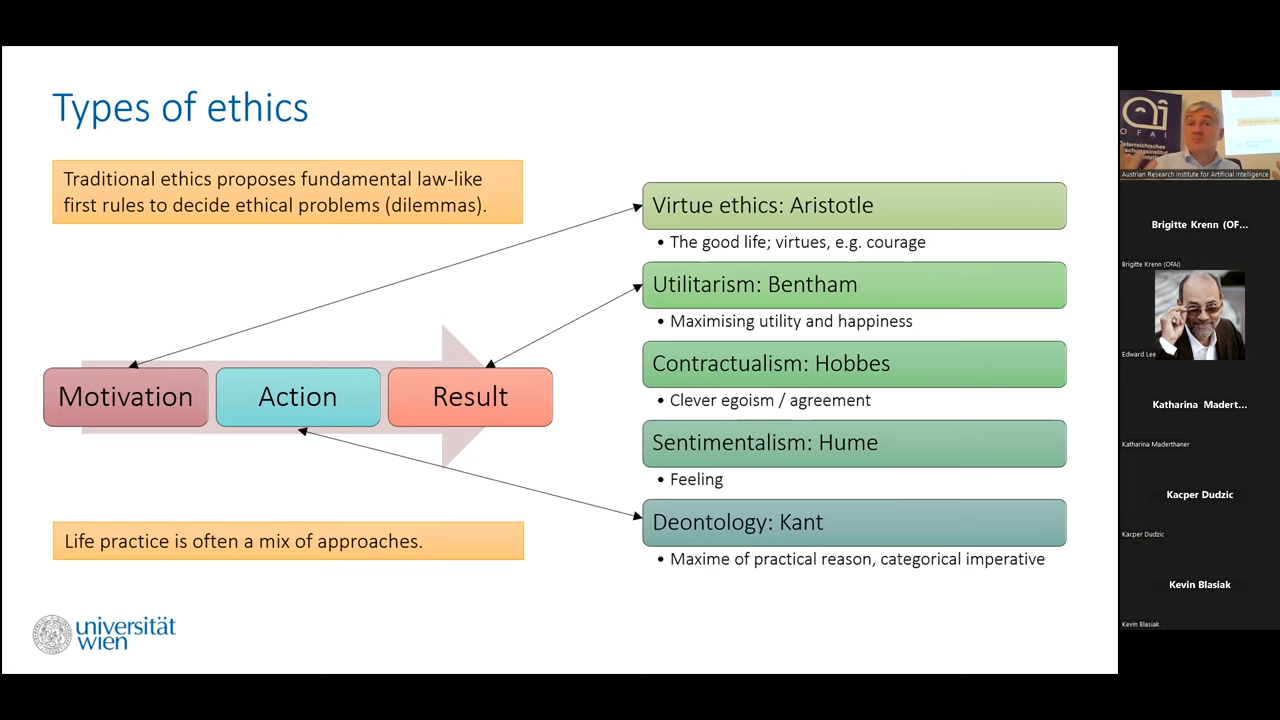 Types of ethics
Traditional ethics proposes fundamental law-like
first rules to decide ethical problems (dilemmas).
Motivation
Action
Result
Life practice is often a mix of approaches.
Virtue ethics: Aristotle
• The good life; virtues, e.g. courage
Utilitarism: Bentham
• Maximising utility and happiness
Contractualism: Hobbes
• Clever egoism / agreement
Sentimentalism: Hume
• Feeling
Deontology: Kant
• Maxime of practical reason, categorical imperative
universität
wien
OFAI
Austrian Research Institute for Artificial Intelligence
Brigitte Krenn (OF...
Brigitte Krenn (OFAI)
Edward Lee
Katharina Madert...
Katharina Maderthaner
Kacper Dudzic
Kacper Dudzic
Kevin Blasiak
Kevin Blasiak